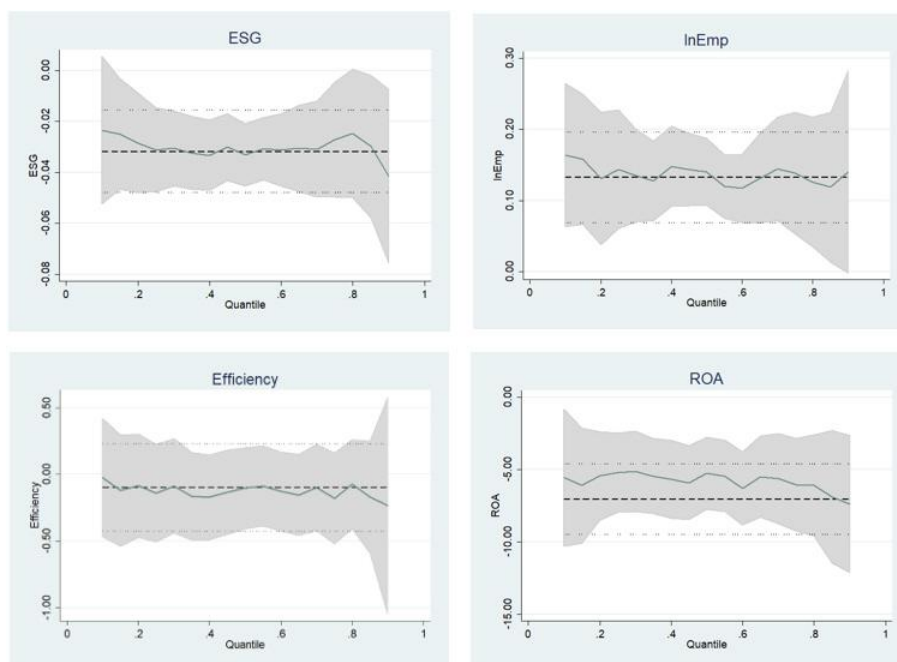 ESG
0.00
-0.02
-0.04
-0.06
-0.08
ESG
0 .2 .4 .6 .8 1
Quantile
lnEmp
0.30
0.20
0.10
0.00
lnEmp
0 .2 .4 .6 .8 1
Quantile
Efficiency
0.50
0.00
-0.50
-1.00
Efficiency
0 .2 .4 .6 .8 1
Quantile
ROA
0.00
-5.00
-10.00
-15.00
ROA
0 .2 .4 .6 .8 1
Quantile